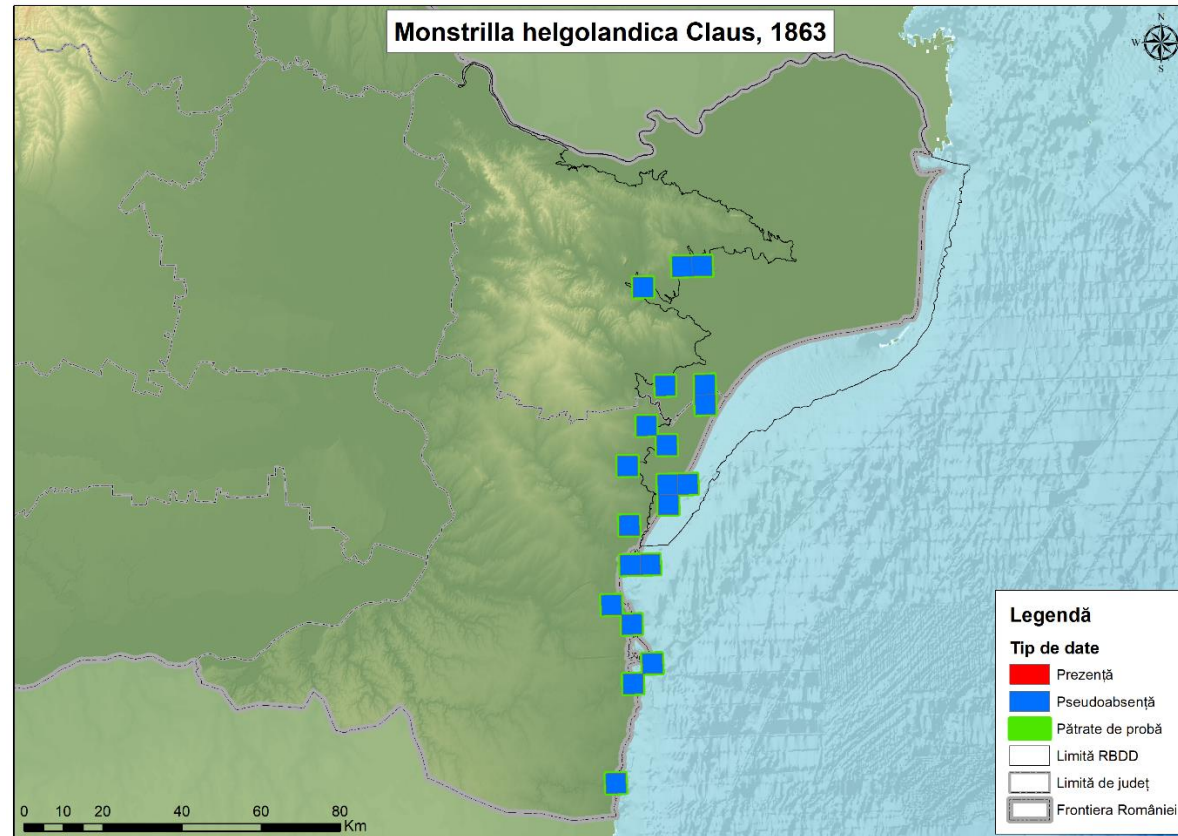 Monstrilla helgolandica Claus, 1863
N
W E
S
Legendă
Tip de date
Prezență
Pseudoabsență
Pătrate de probă
Limită RBDD
Limită de județ
Frontiera României
0 10 20 40 60 80
Km